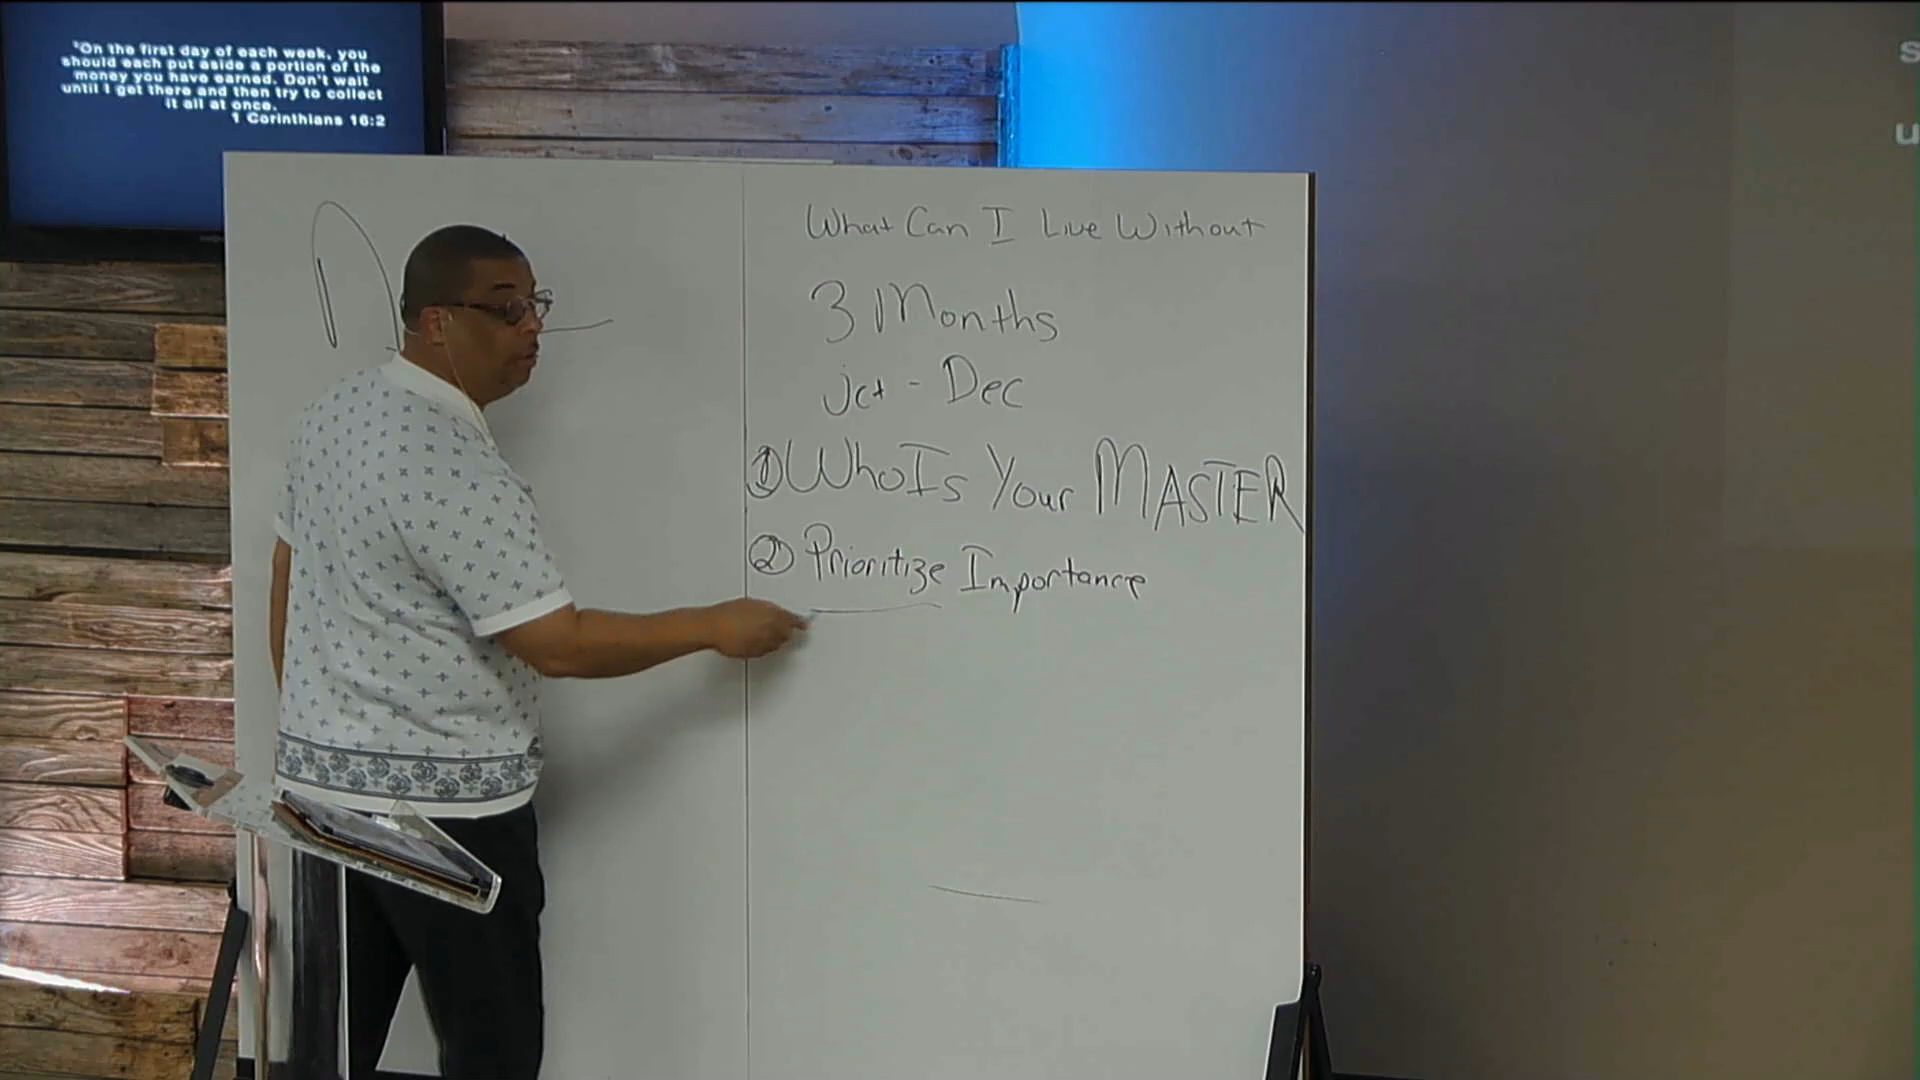 "On the first day of each week, you
should each put aside a portion of the
money you have earned. Don't wait
until I get there and then try to collect
it all at once.
1 Corinthians 16:2
What Can I Live Without
3 Months
Oct - Dec
① Who Is Your MASTER
② Prioritize Importance
s
u